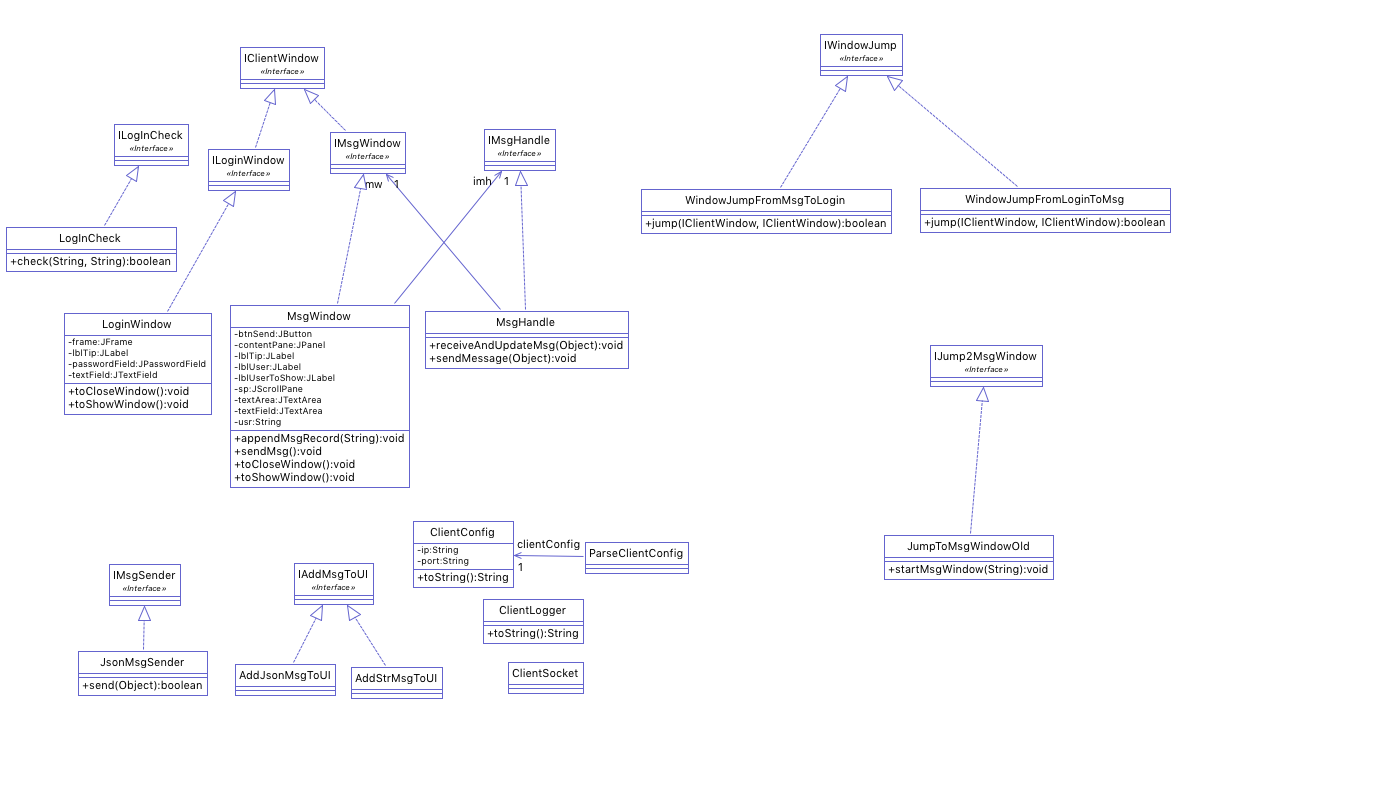 IClientWindow
«Interface»
IWindowJump
«Interface»
ILogInCheck
«Interface»
ILoginWindow
«Interface»
IMsgWindow
«Interface»
IMsgHandle
«Interface»
mw 1
imh 1
WindowJumpFromMsgToLogin
+jump(IClientWindow, IClientWindow):boolean
WindowJumpFromLoginToMsg
+jump(IClientWindow, IClientWindow):boolean
LogInCheck
+check(String, String):boolean
LoginWindow
-frame:JFrame
-lblTip:JLabel
-passwordField:JPasswordField
-textField:JTextField
+toCloseWindow():void
+toShowWindow():void
MsgWindow
-btnSend:JButton
-contentPane:JPanel
-lblTip:JLabel
-lblUser:JLabel
-lblUserToShow:JLabel
-sp:JScrollPane
-textArea:JTextArea
-textField:JTextArea
-usr:String
+appendMsgRecord(String):void
+sendMsg():void
+toCloseWindow():void
+toShowWindow():void
MsgHandle
+receiveAndUpdateMsg(Object):void
+sendMessage(Object):void
IJump2MsgWindow
«Interface»
JumpToMsgWindowOld
+startMsgWindow(String):void
ClientConfig
-ip:String
-port:String
+toString():String
clientConfig
1
ParseClientConfig
IMsgSender
«Interface»
IAddMsgToUI
«Interface»
ClientLogger
+toString():String
JsonMsgSender
+send(Object):boolean
AddJsonMsgToUI
AddStrMsgToUI
ClientSocket